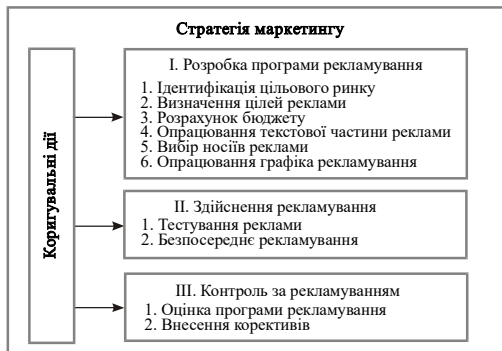 Стратегія маркетингу
Коригувальні дії
I. Розробка програми рекламування
1. Ідентифікація цільового ринку
2. Визначення цілей реклами
3. Розрахунок бюджету
4. Опрацювання текстової частини реклами
5. Вибір носіїв реклами
6. Опрацювання графіка рекламування
II. Здійснення рекламування
1. Тестування реклами
2. Безпосереднє рекламування
III. Контроль за рекламуванням
1. Оцінка програми рекламування
2. Внесення корективів